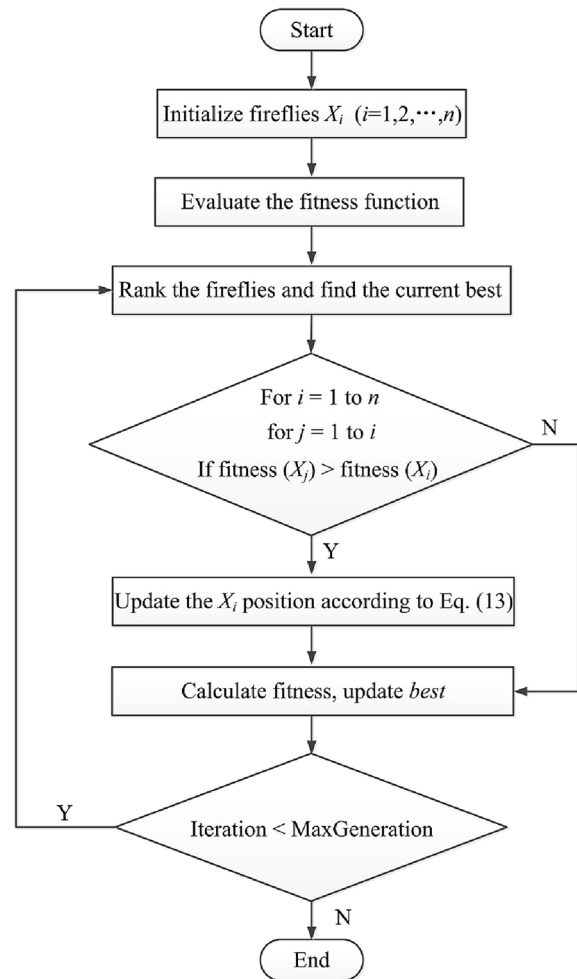 Start
Initialize fireflies Xi (i=1,2,⋯,n)
Evaluate the fitness function
Rank the fireflies and find the current best
For i = 1 to n
for j = 1 to i
If fitness (Xj) > fitness (Xi)
N
Y
Update the Xi position according to Eq. (13)
Calculate fitness, update best
Y
Iteration < MaxGeneration
N
End